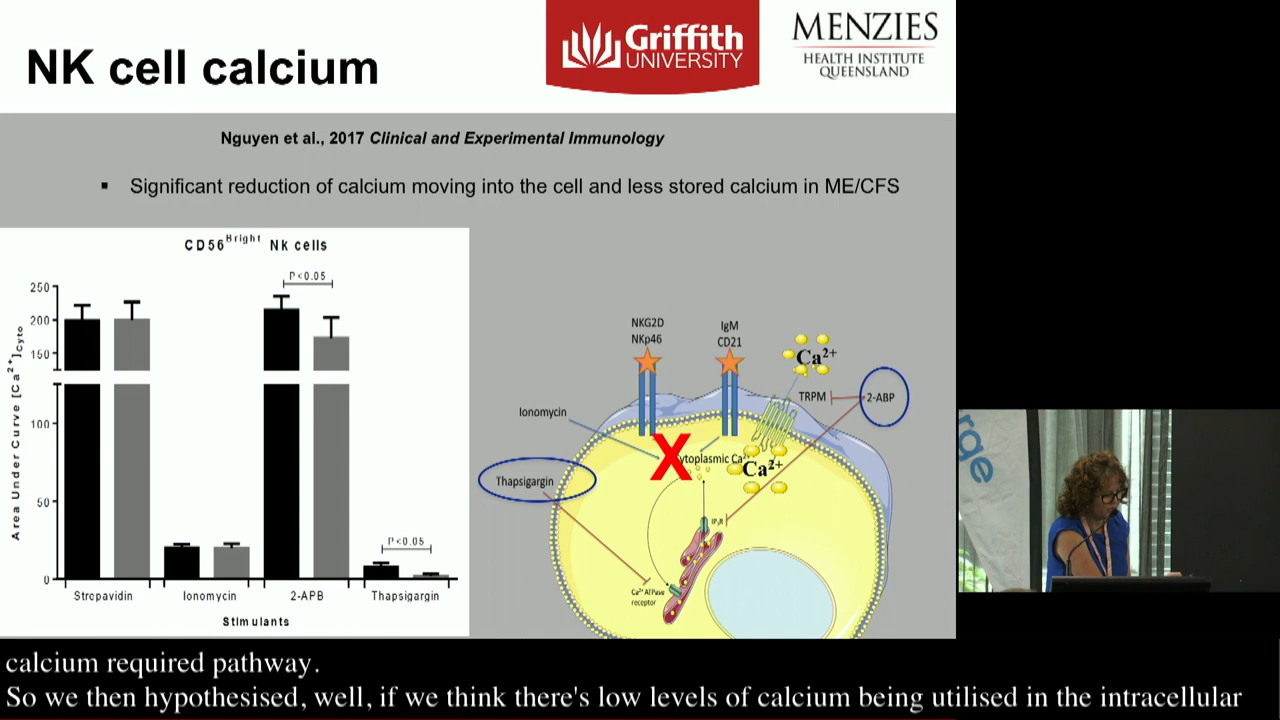 NK cell calcium
Griffith
UNIVERSITY
MENZIES
HEALTH INSTITUTE
QUEENSLAND
Nguyen et al., 2017 Clinical and Experimental Immunology
▪ Significant reduction of calcium moving into the cell and less stored calcium in ME/CFS
CD56Bright Nk cells
P<0.05
250
200
150
100
50
0
Area Under Curve [Ca2+]Cyto
P<0.05
Strepavidin
Ionomycin
2-APB
Thapsigargin
Stimulants
NKG2D
NKp46
IgM
CD21
Ca2+
TRPM
2-ABP
Ionomycin
X
Cytoplasmic Ca2+
Ca2+
Thapsigargin
IP3R
Ca2+ ATPase
receptor
rge
calcium required pathway.
So we then hypothesised, well, if we think there's low levels of calcium being utilised in the intracellular